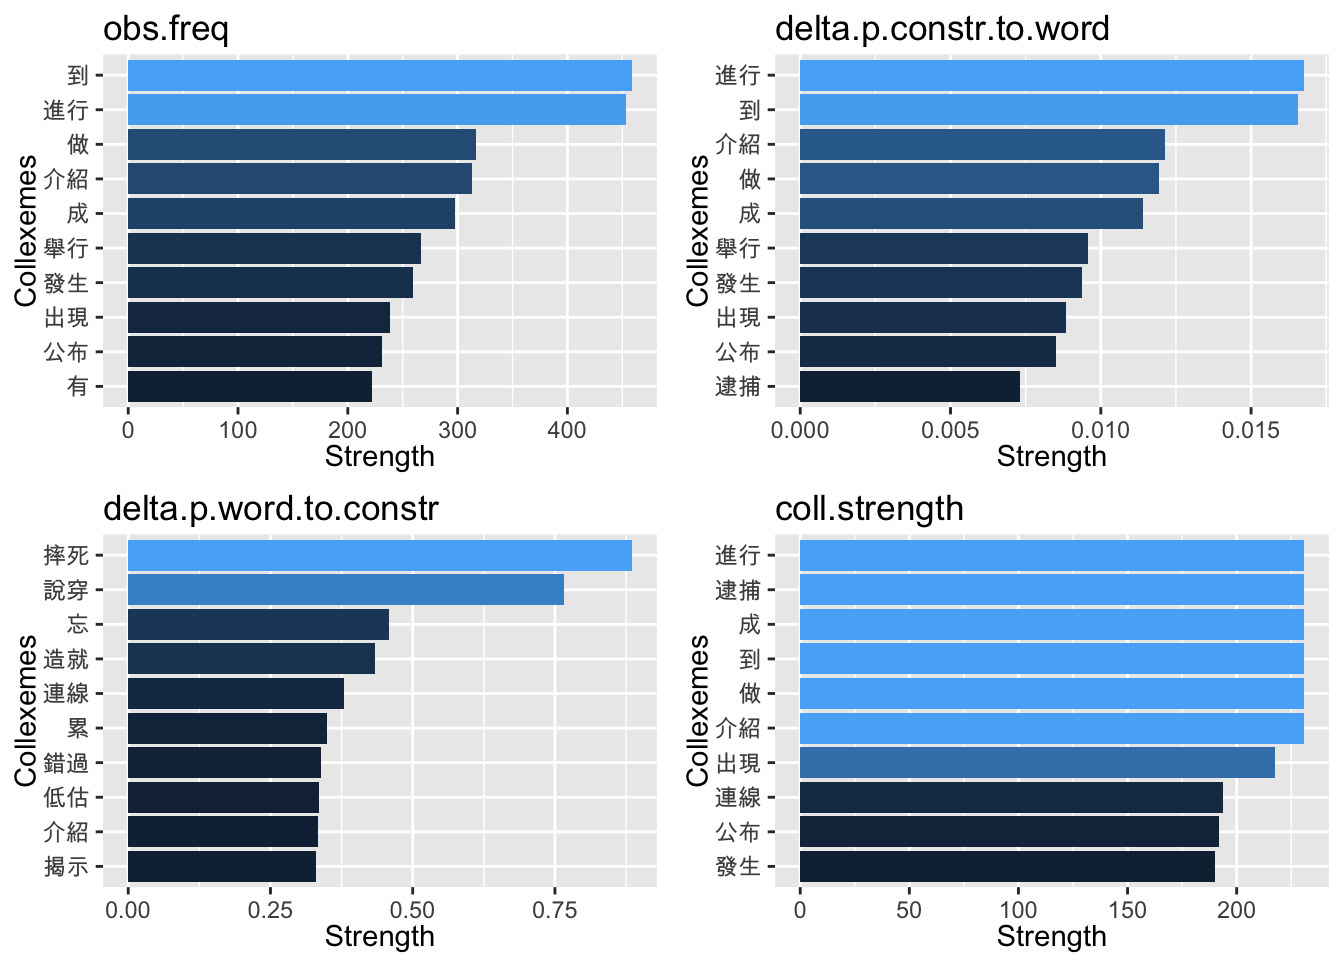 obs.freq
Collexemes
到
進行
做
介紹
成
舉行
發生
出現
公布
有
0 100 200 300 400
Strength
delta.p.constr.to.word
Collexemes
進行
到
介紹
做
成
舉行
發生
出現
公布
逮捕
0.000 0.005 0.010 0.015
Strength
delta.p.word.to.constr
Collexemes
摔死
說穿
忘
造就
連線
累
錯過
低估
介紹
揭示
0.00 0.25 0.50 0.75
Strength
coll.strength
Collexemes
進行
逮捕
成
到
做
介紹
出現
連線
公布
發生
0 50 100 150 200
Strength